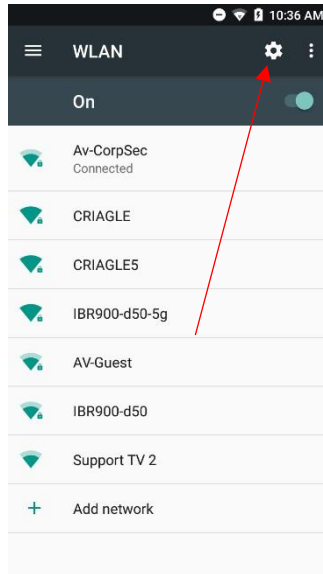 10:36 AM
WLAN
On
Av-CorpSec
Connected
CRIAGLE
CRIAGLE5
IBR900-d50-5g
AV-Guest
IBR900-d50
Support TV 2
Add network